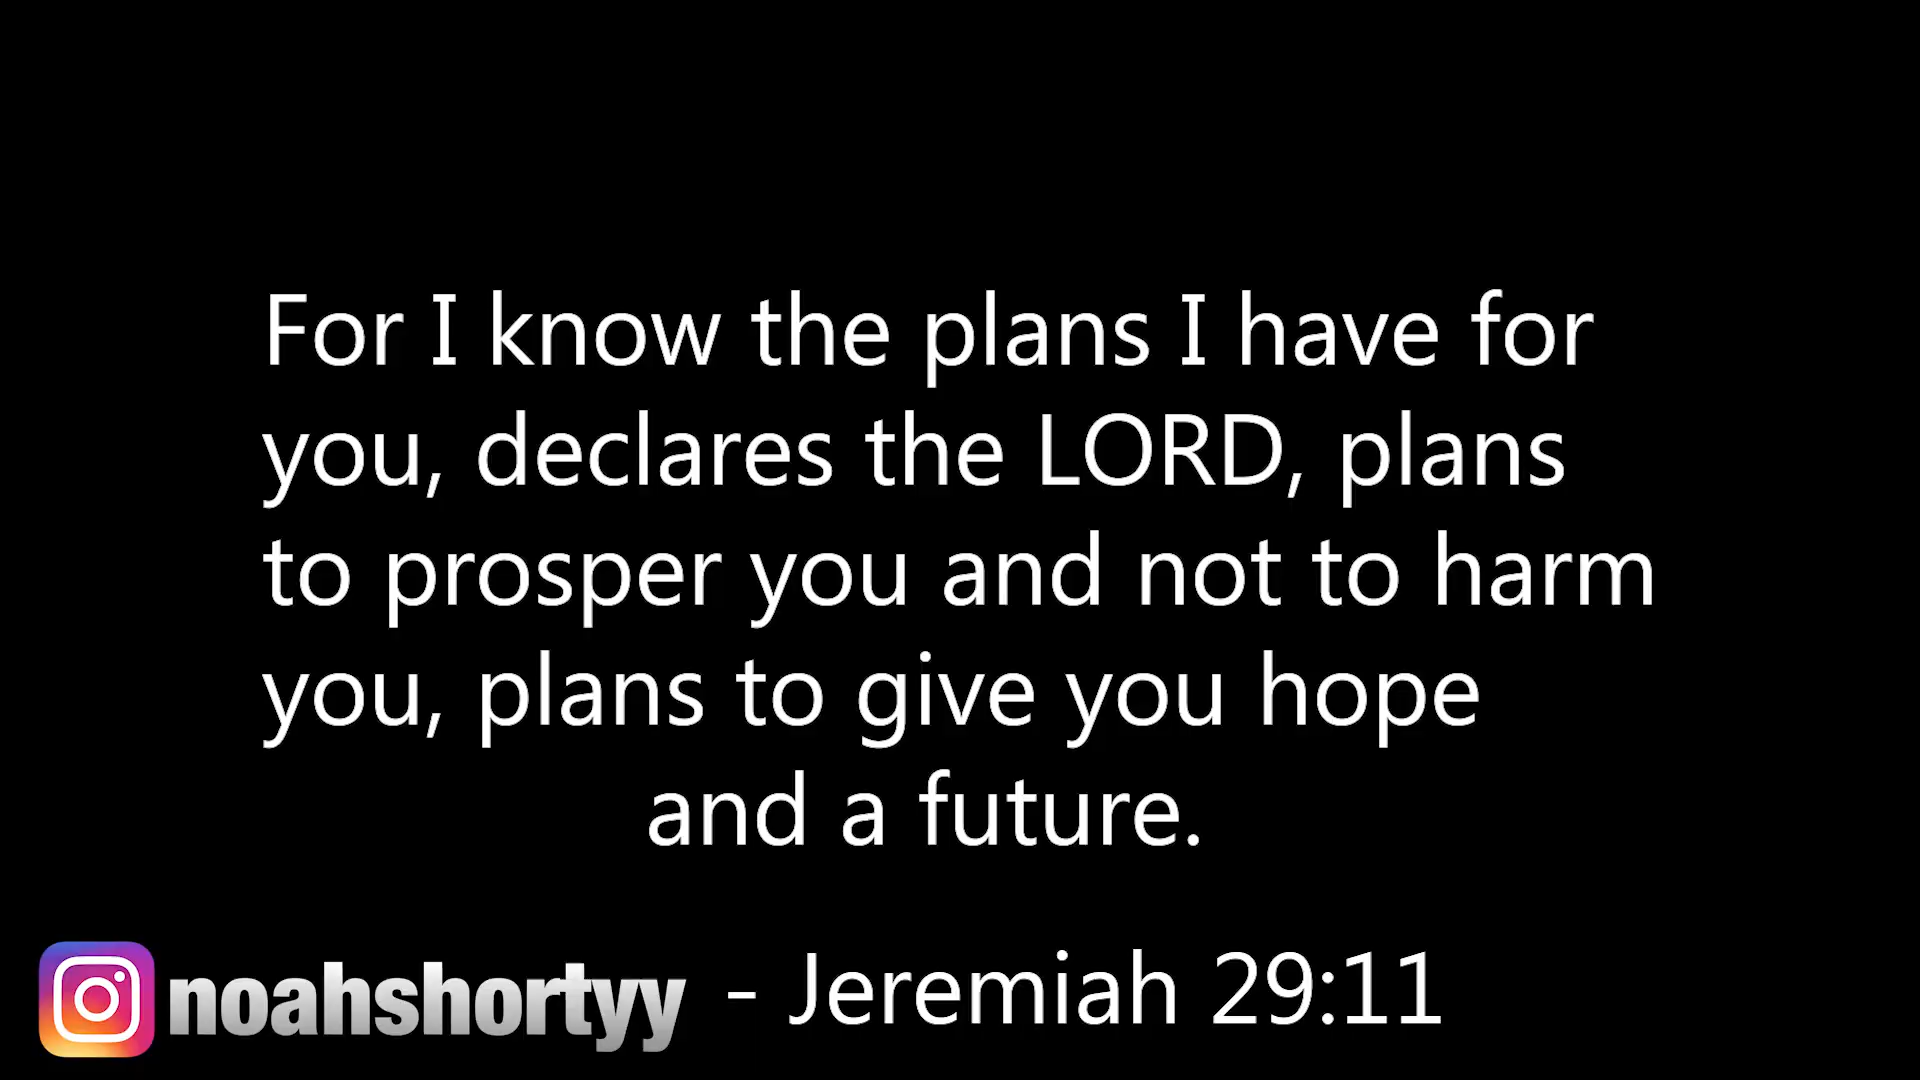 For I know the plans I have for
you, declares the LORD, plans
to prosper you and not to harm
you, plans to give you hope
and a future.
noahshortyy - Jeremiah 29:11